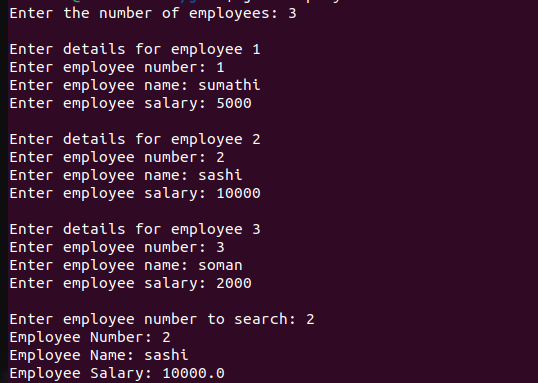 Enter the number of employees: 3
Enter details for employee 1
Enter employee number: 1
Enter employee name: sumathi
Enter employee salary: 5000
Enter details for employee 2
Enter employee number: 2
Enter employee name: sashi
Enter employee salary: 10000
Enter details for employee 3
Enter employee number: 3
Enter employee name: soman
Enter employee salary: 2000
Enter employee number to search: 2
Employee Number: 2
Employee Name: sashi
Employee Salary: 10000.0